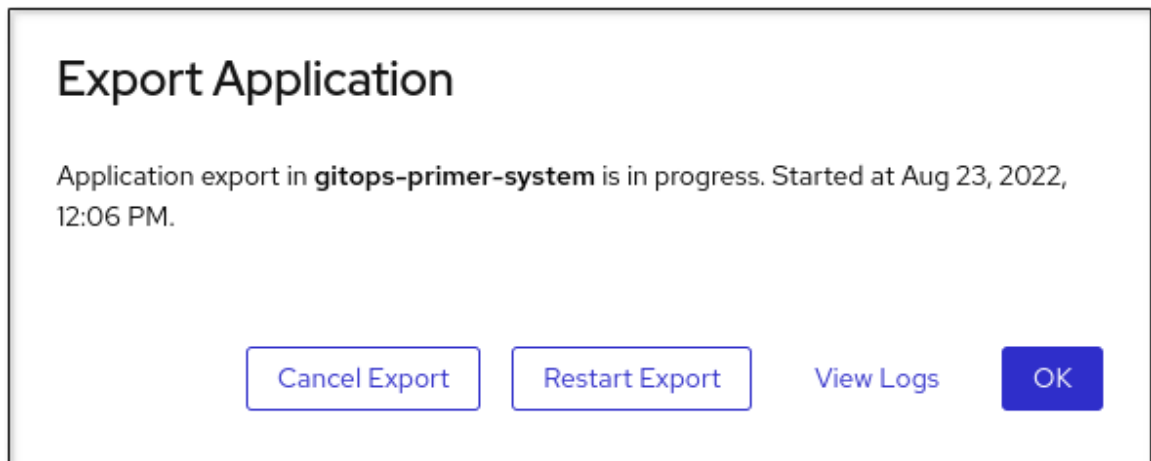 Export Application
Application export in gitops-primer-system is in progress. Started at Aug 23, 2022,
12:06 PM.
Cancel Export Restart Export View Logs OK